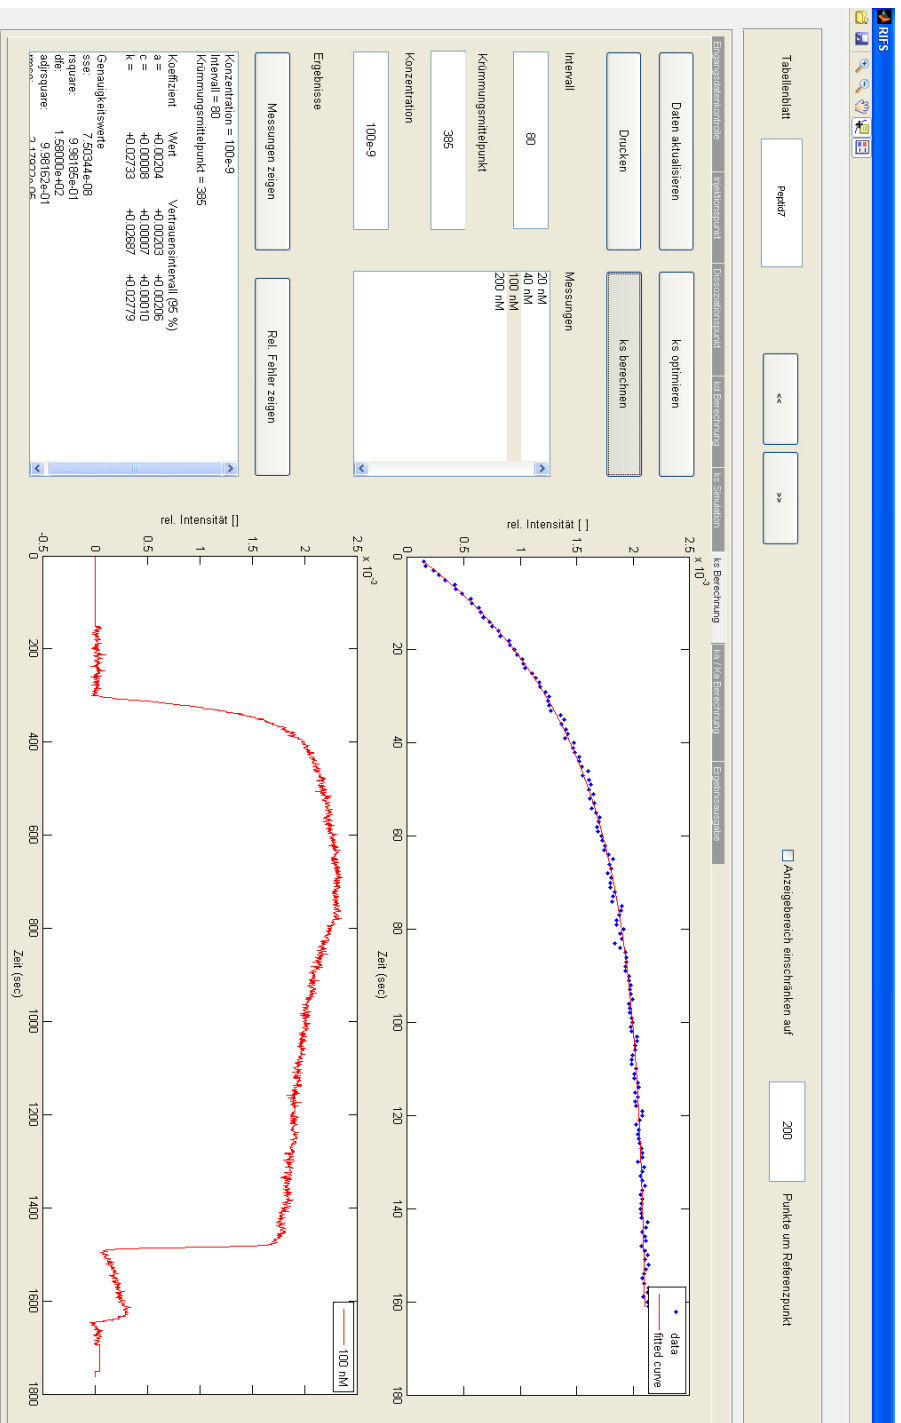 RIFS
Tabellenblatt
Peptid7
<<
>>
Anzeigebereich einschränken auf
200
Punkte um Referenzpunkt
Eingangsdatenkontrolle
Injektionspunkt
Dissoziationspunkt
kd Berechnung
ks Simulation
ks Berechnung
ka / Ka Berechnung
Ergebnisausgabe
Daten aktualisieren
ks optimieren
Drucken
ks berechnen
Intervall
80
Krümmungsmittelpunkt
385
Konzentration
100e-9
Messungen
20 nM
40 nM
100 nM
200 nM
Messungen zeigen
Rel. Fehler zeigen
Ergebnisse
Konzentration = 100e-9
Intervall = 80
Krümmungsmittelpunkt = 385
Koeffizient Wert Vertrauensintervall (95 %)
a = +0.00204 +0.00203 +0.00206
c = +0.00008 +0.00007 +0.00010
k = +0.02733 +0.02687 +0.02779
Genauigkeitswerte
sse: 7.50344e-08
rsquare: 9.98185e-01
dfe: 1.58000e+02
adjrsquare: 9.98162e-01
x 10-3
2.5
2
1.5
1
0.5
0
rel. Intensität [ ]
20 40 60 80 100 120 140 160 180
Zeit (sec)
data
fitted curve
x 10-3
2.5
2
1.5
1
0.5
0
-0.5
rel. Intensität []
0 200 400 600 800 1000 1200 1400 1600 1800
Zeit (sec)
100 nM